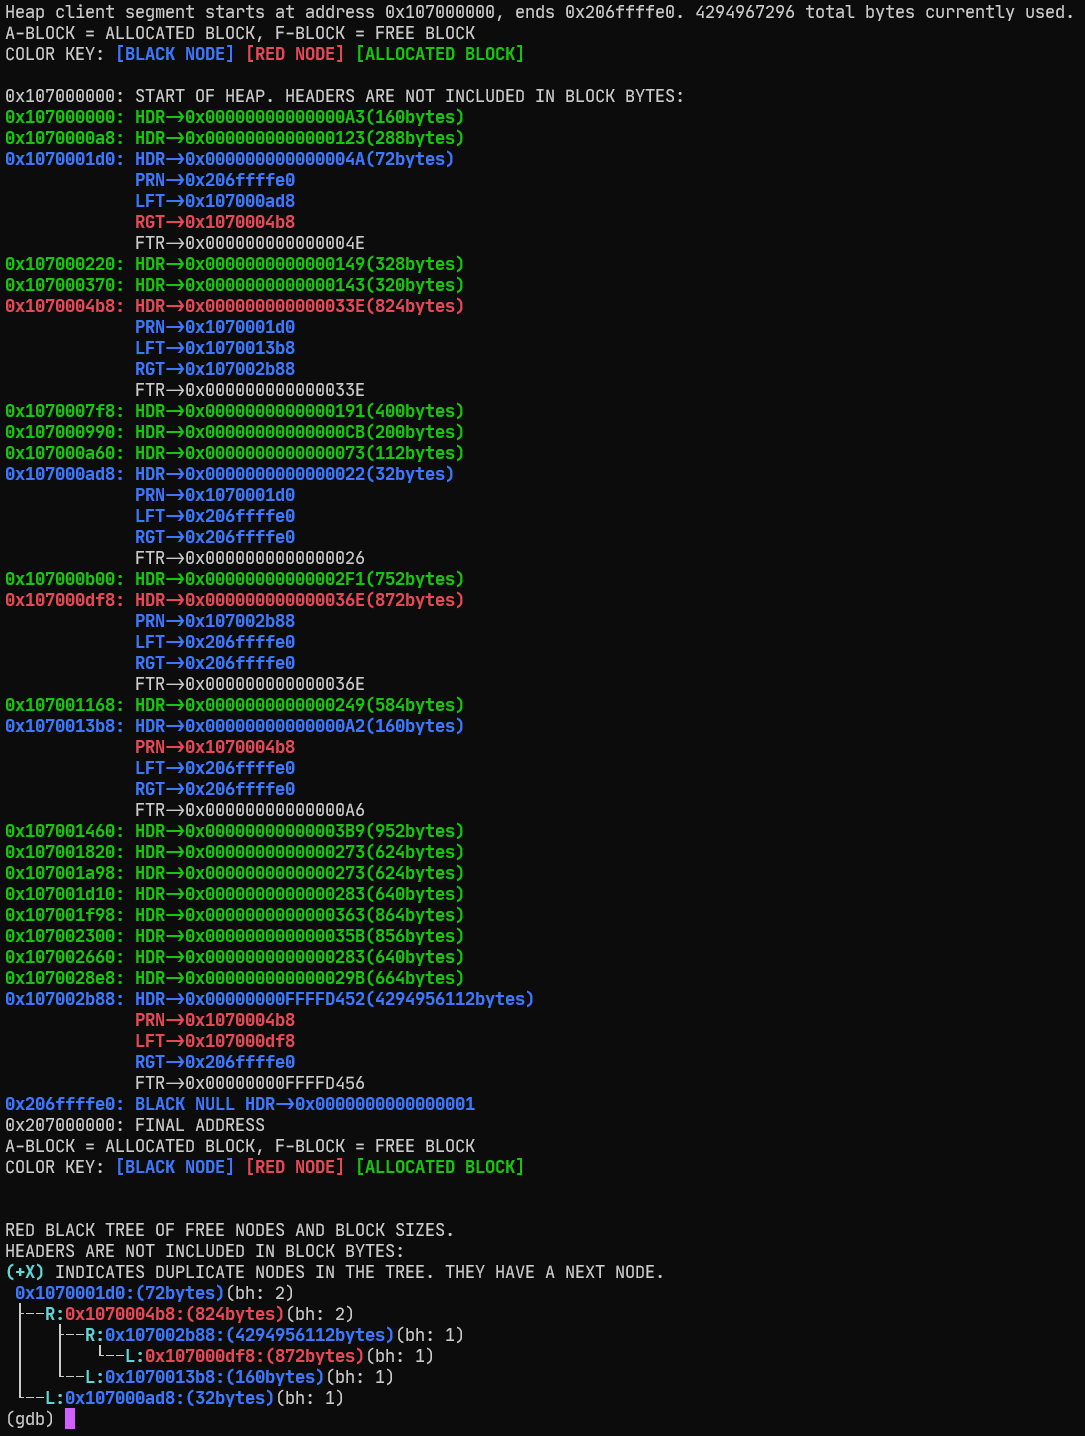 Heap client segment starts at address 0x107000000, ends 0x206ffffe0. 4294967296 total bytes currently used.
A-BLOCK = ALLOCATED BLOCK, F-BLOCK = FREE BLOCK
COLOR KEY: [BLACK NODE] [RED NODE] [ALLOCATED BLOCK]
0x107000000: START OF HEAP. HEADERS ARE NOT INCLUDED IN BLOCK BYTES:
0x107000000: HDR->0x00000000000000A3(160bytes)
0x1070000a8: HDR->0x0000000000000123(288bytes)
0x1070001d0: HDR->0x000000000000004A(72bytes)
PRN->0x206ffffe0
LFT->0x107000ad8
RGT->0x1070004b8
FTR->0x000000000000004E
0x107000220: HDR->0x0000000000000149(328bytes)
0x107000370: HDR->0x0000000000000143(320bytes)
0x1070004b8: HDR->0x000000000000033E(824bytes)
PRN->0x1070001d0
LFT->0x1070013b8
RGT->0x107002b88
FTR->0x000000000000033E
0x1070007f8: HDR->0x0000000000000191(400bytes)
0x107000990: HDR->0x00000000000000CB(200bytes)
0x107000a60: HDR->0x0000000000000073(112bytes)
0x107000ad8: HDR->0x0000000000000022(32bytes)
PRN->0x1070001d0
LFT->0x206ffffe0
RGT->0x206ffffe0
FTR->0x0000000000000026
0x107000b00: HDR->0x00000000000002F1(752bytes)
0x107000df8: HDR->0x000000000000036E(872bytes)
PRN->0x107002b88
LFT->0x206ffffe0
RGT->0x206ffffe0
FTR->0x000000000000036E
0x107001168: HDR->0x0000000000000249(584bytes)
0x1070013b8: HDR->0x00000000000000A2(160bytes)
PRN->0x1070004b8
LFT->0x206ffffe0
RGT->0x206ffffe0
FTR->0x00000000000000A6
0x107001460: HDR->0x00000000000003B9(952bytes)
0x107001820: HDR->0x0000000000000273(624bytes)
0x107001a98: HDR->0x0000000000000273(624bytes)
0x107001d10: HDR->0x0000000000000283(640bytes)
0x107001f98: HDR->0x0000000000000363(864bytes)
0x107002300: HDR->0x000000000000035B(856bytes)
0x107002660: HDR->0x0000000000000283(640bytes)
0x1070028e8: HDR->0x000000000000029B(664bytes)
0x107002b88: HDR->0x00000000FFFFD452(4294956112bytes)
PRN->0x1070004b8
LFT->0x107000df8
RGT->0x206ffffe0
FTR->0x00000000FFFFD456
0x206ffffe0: BLACK NULL HDR->0x0000000000000001
0x207000000: FINAL ADDRESS
A-BLOCK = ALLOCATED BLOCK, F-BLOCK = FREE BLOCK
COLOR KEY: [BLACK NODE] [RED NODE] [ALLOCATED BLOCK]
RED BLACK TREE OF FREE NODES AND BLOCK SIZES.
HEADERS ARE NOT INCLUDED IN BLOCK BYTES:
(+X) INDICATES DUPLICATE NODES IN THE TREE. THEY HAVE A NEXT NODE.
0x1070001d0:(72bytes)(bh: 2)
├──R:0x1070004b8:(824bytes)(bh: 2)
│   ├──R:0x107002b88:(4294956112bytes)(bh: 1)
│   │   └──L:0x107000df8:(872bytes)(bh: 1)
│   └──L:0x1070013b8:(160bytes)(bh: 1)
└──L:0x107000ad8:(32bytes)(bh: 1)
(gdb)